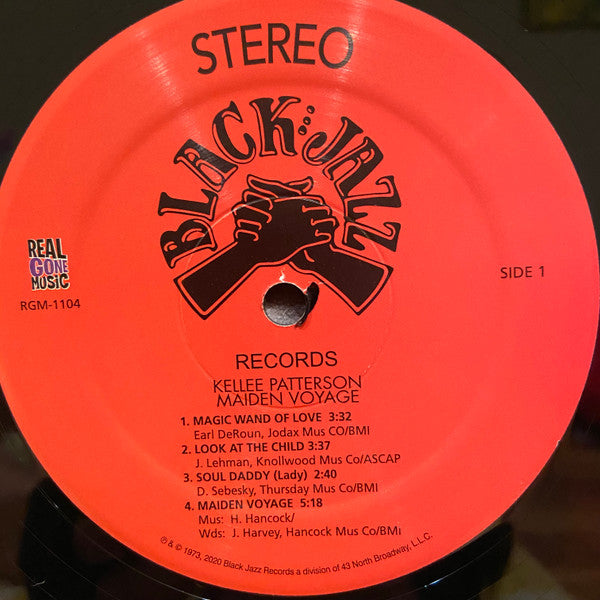 STEREO
BLACK JAZZ
REAL
GONE
MUSIC
RGM-1104
SIDE 1
RECORDS
KELLEE PATTERSON
MAIDEN VOYAGE
1. MAGIC WAND OF LOVE 3:32
Earl DeRoun, Jodax Mus CO/BMI
2. LOOK AT THE CHILD 3:37
J. Lehman, Knollwood Mus Co/ASCAP
3. SOUL DADDY (Lady) 2:40
D. Sebesky, Thursday Mus Co/BMI
4. MAIDEN VOYAGE 5:18
Mus: H. Hancock/
Wds: J. Harvey, Hancock Mus Co/BMI
℗ & © 1973, 2020 Black Jazz Records a division of 43 North Broadway, L.L.C.